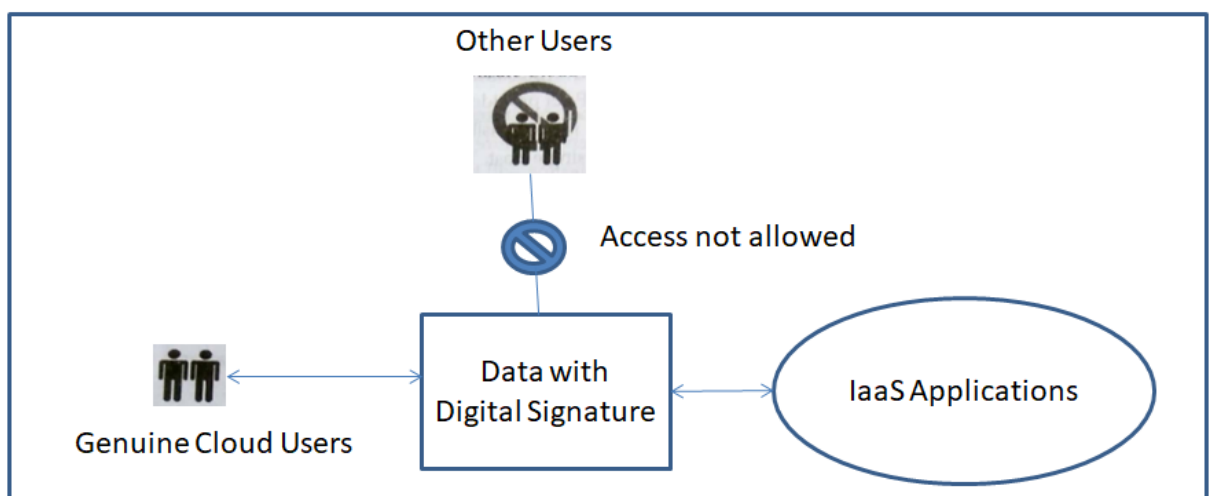 Other Users
Access not allowed
Data with
Digital Signature
IaaS Applications
Genuine Cloud Users